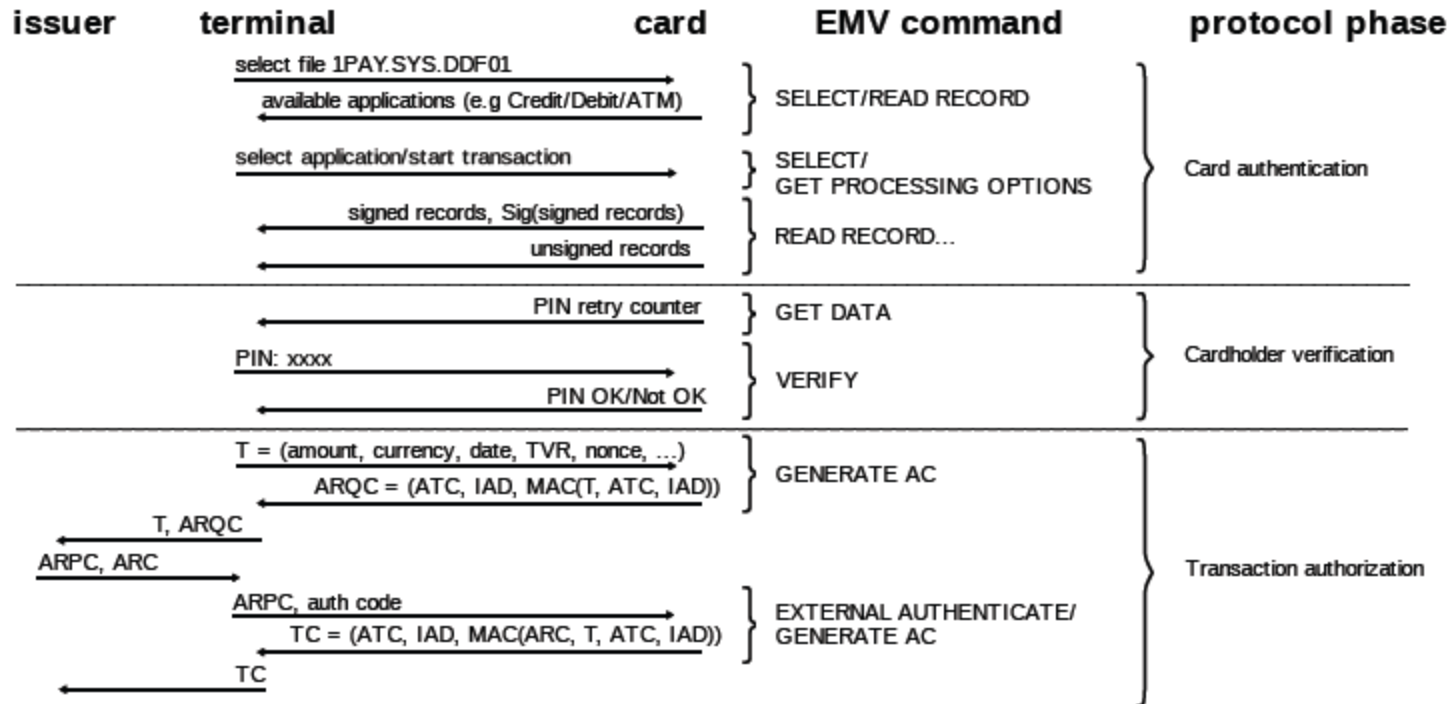 issuer terminal card EMV command protocol phase
select file 1PAY.SYS.DDF01
available applications (e.g Credit/Debit/ATM)
SELECT/READ RECORD
select application/start transaction
SELECT/
GET PROCESSING OPTIONS
Card authentication
signed records, Sig(signed records)
unsigned records
READ RECORD...
PIN retry counter
GET DATA
PIN: xxxx
PIN OK/Not OK
VERIFY
Cardholder verification
T = (amount, currency, date, TVR, nonce, ...)
ARQC = (ATC, IAD, MAC(T, ATC, IAD))
GENERATE AC
T, ARQC
ARPC, ARC
Transaction authorization
ARPC, auth code
TC = (ATC, IAD, MAC(ARC, T, ATC, IAD))
EXTERNAL AUTHENTICATE/
GENERATE AC
TC